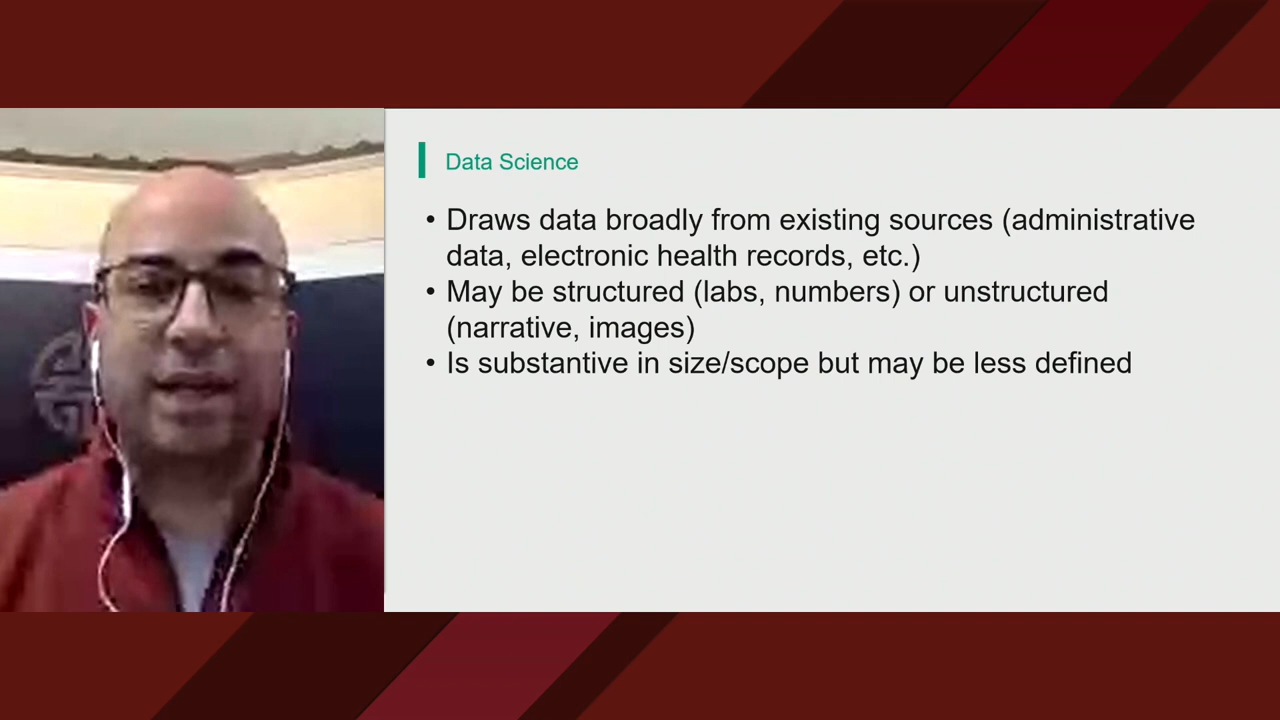 Data Science
• Draws data broadly from existing sources (administrative
data, electronic health records, etc.)
• May be structured (labs, numbers) or unstructured
(narrative, images)
• Is substantive in size/scope but may be less defined